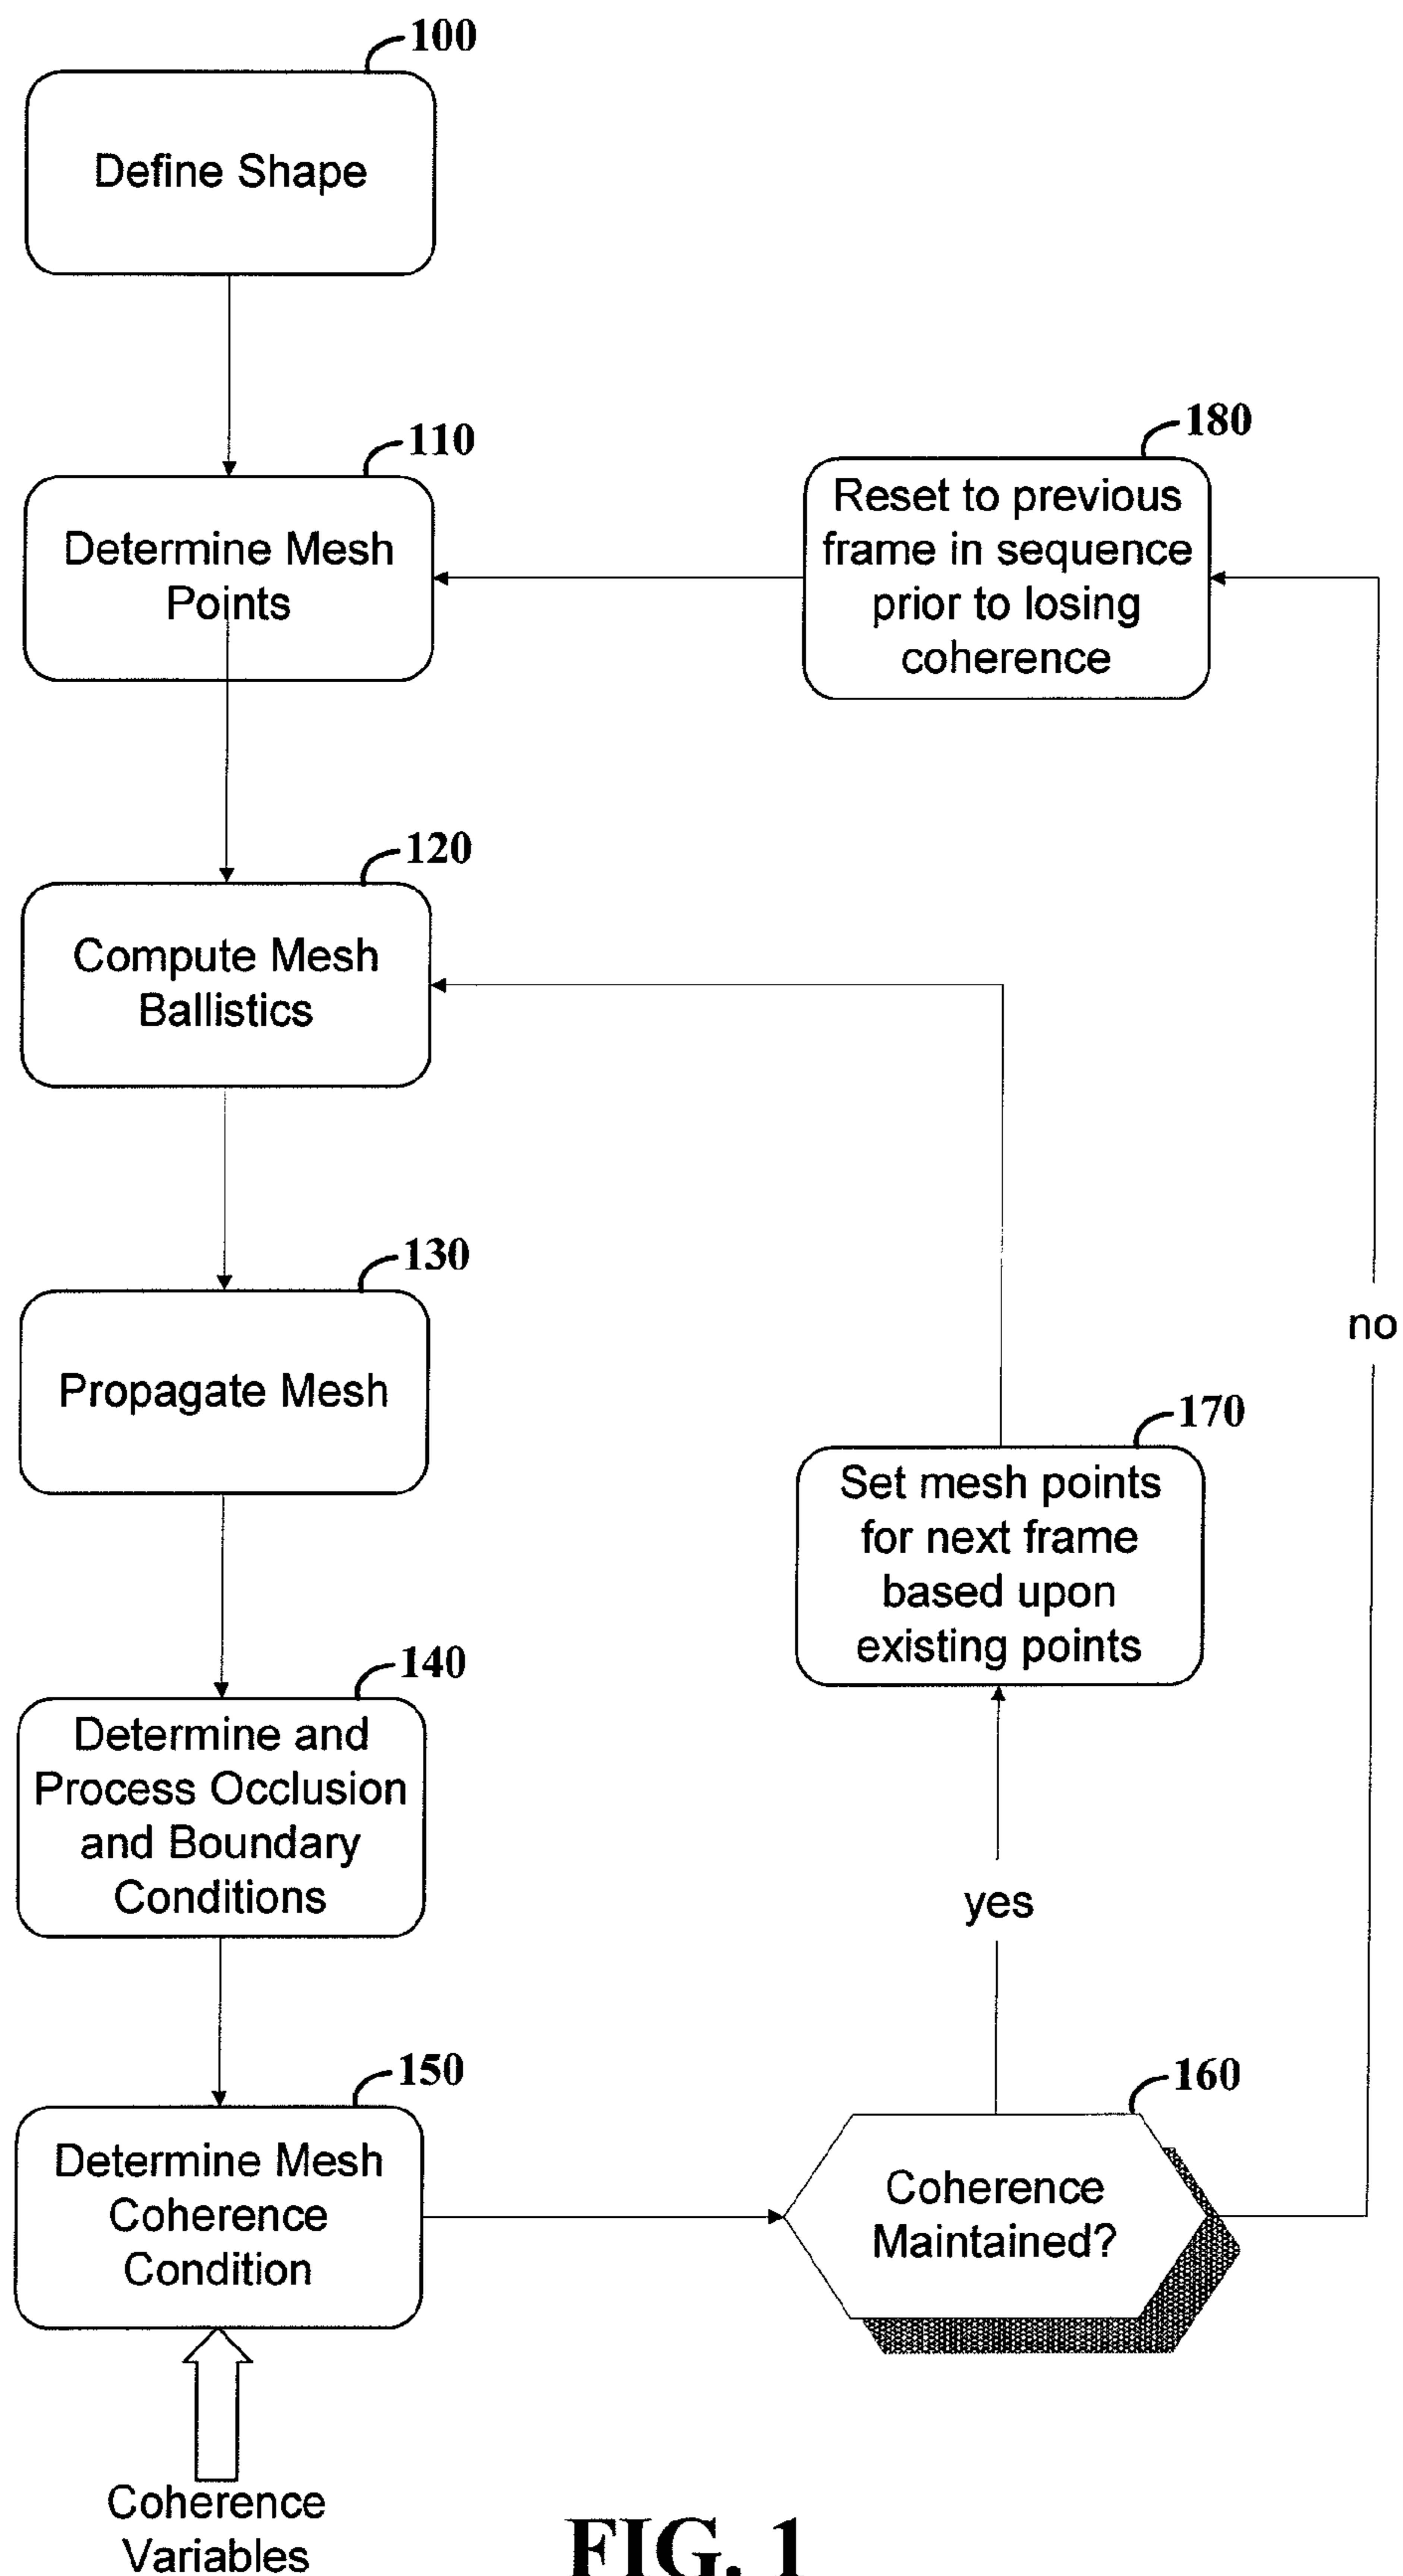 100
Define Shape
110
Determine Mesh
Points
180
Reset to previous
frame in sequence
prior to losing
coherence
120
Compute Mesh
Ballistics
130
Propagate Mesh
no
170
Set mesh points
for next frame
based upon
existing points
140
Determine and
Process Occlusion
and Boundary
Conditions
yes
150
Determine Mesh
Coherence
Condition
160
Coherence
Maintained?
Coherence
Variables
FIG. 1